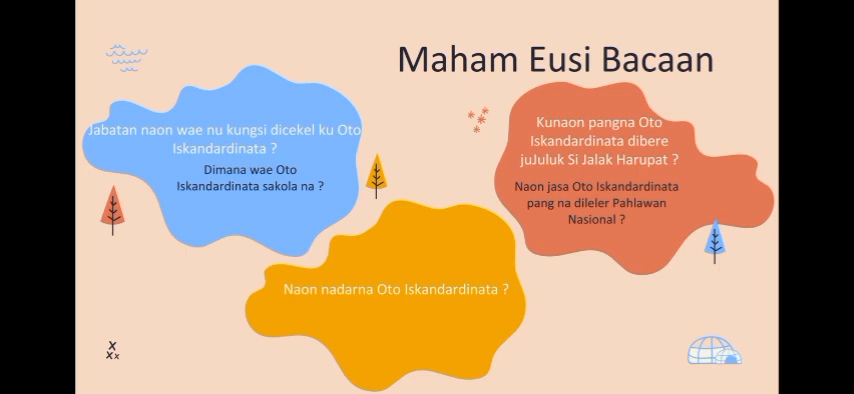 Maham Eusi Bacaan
Jabatan naon wae nu kungsi dicekel ku Oto
Iskandardinata ?
Dimana wae Oto
Iskandardinata sakola na ?
Kunaon pangna Oto
Iskandardinata dibere
juJuluk Si Jalak Harupat ?
Naon jasa Oto Iskandardinata
pang na dileler Pahlawan
Nasional ?
Naon nadarna Oto Iskandardinata ?